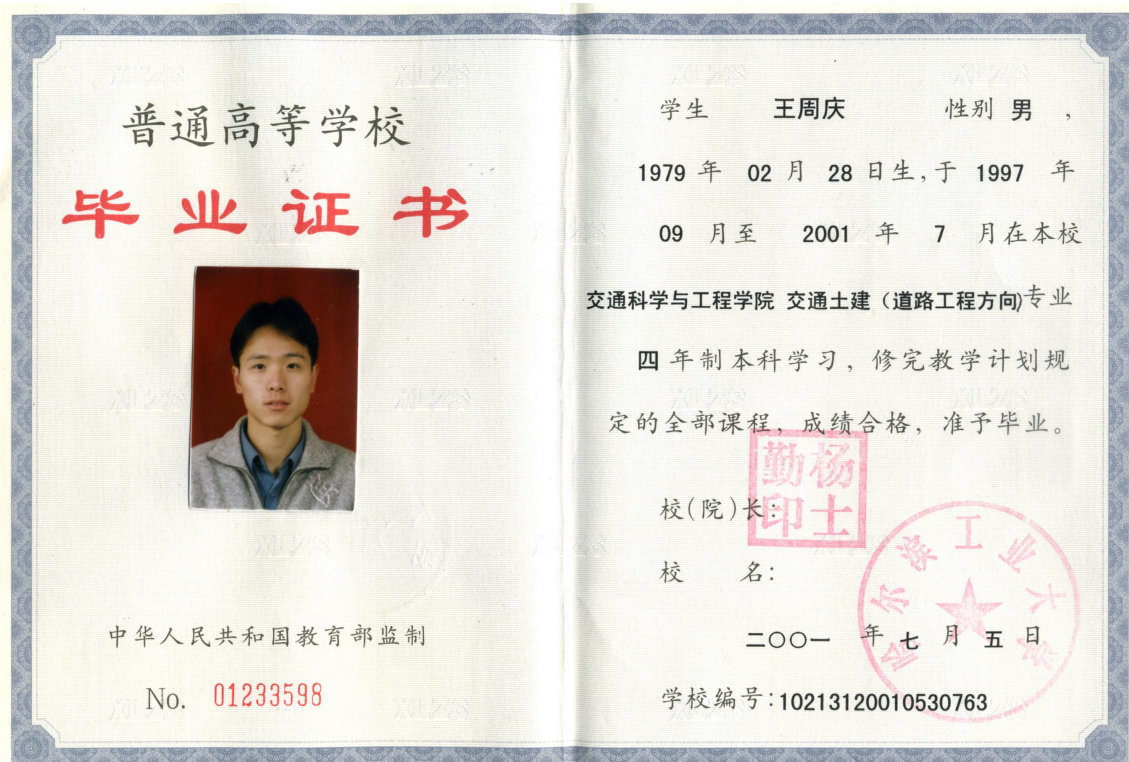 普通高等学校
毕业证书
中华人民共和国教育部监制
No. 01233598
学生 王周庆 性别 男，
1979 年 02 月 28 日生，于 1997 年
09 月至 2001 年 7 月在本校
交通科学与工程学院 交通土建（道路工程方向)专业
四 年制本科学习，修完教学计划规
定的全部课程，成绩合格，准予毕业。
校(院)长：
杨士勤印
校 名：
哈尔滨工业大学
二〇〇一 年 七 月 五 日
学校编号：102131200105307​63